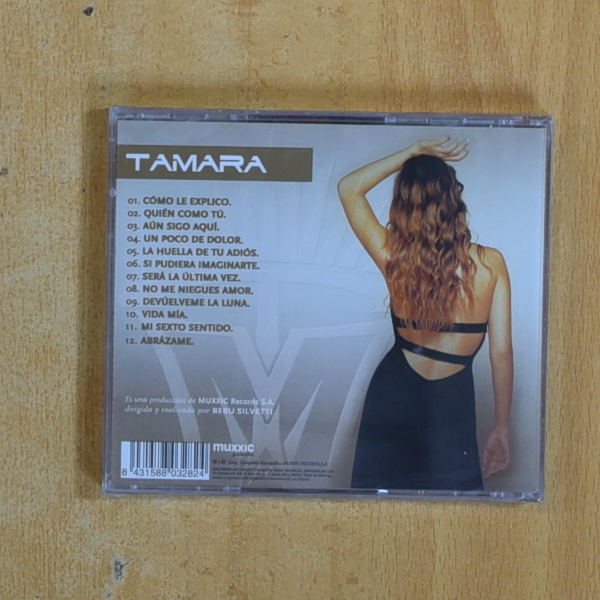 TAMARA
01. CÓMO LE EXPLICO.
02. QUIÉN COMO TÚ.
03. AÚN SIGO AQUÍ.
04. UN POCO DE DOLOR.
05. LA HUELLA DE TU ADIÓS.
06. SI PUDIERA IMAGINARTE.
07. SERÁ LA ÚLTIMA VEZ.
08. NO ME NIEGUES AMOR.
09. DEVÚELVEME LA LUNA.
10. VIDA MÍA.
11. MI SEXTO SENTIDO.
12. ABRÁZAME.
Es una producción de MUXXIC Records S.A.
dirigida y realizada por BEBU SILVETTI
muxxic
8 431588 032824